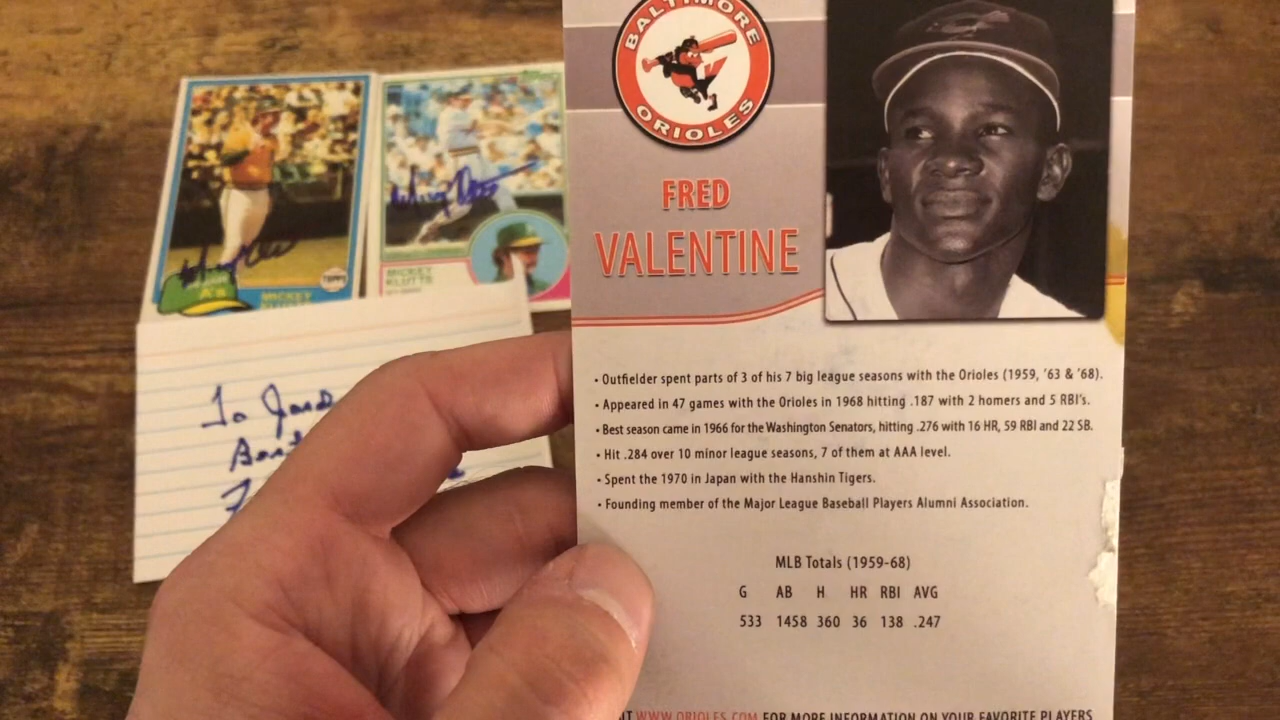 BALTIMORE
ORIOLES
FRED
VALENTINE
• Outfielder spent parts of 3 of his 7 big league seasons with the Orioles (1959, '63 & '68).
• Appeared in 47 games with the Orioles in 1968 hitting .187 with 2 homers and 5 RBI's.
• Best season came in 1966 for the Washington Senators, hitting .276 with 16 HR, 59 RBI and 22 SB.
• Hit .284 over 10 minor league seasons, 7 of them at AAA level.
• Spent the 1970 in Japan with the Hanshin Tigers.
• Founding member of the Major League Baseball Players Alumni Association.
MLB Totals (1959-68)
G AB H HR RBI AVG
533 1458 360 36 138 .247
WWW.ORIOLES.COM FOR MORE INFORMATION ON YOUR FAVORITE PLAYERS
A's
MICKEY
TOPPS
MICKEY
KLUTTS
To